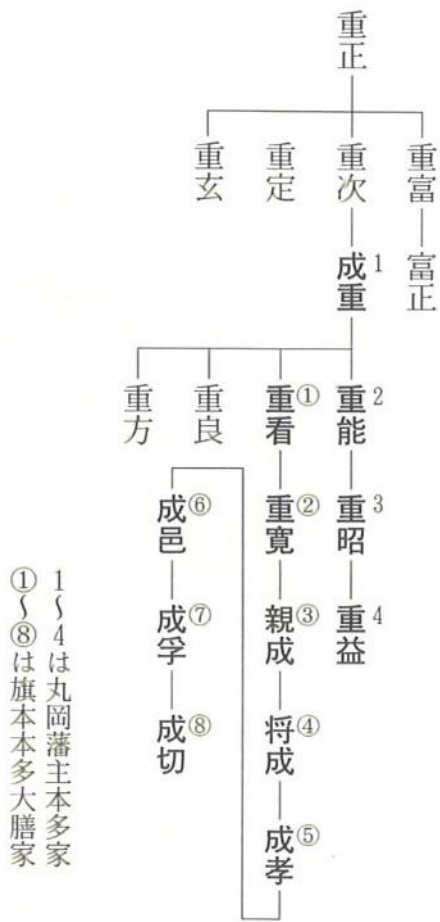 重正
重富
富正
重次
1 成重
重定
重玄
2 重能
3 重昭
4 重益
① 重看
② 重寛
③ 親成
④ 将成
⑤ 成孝
⑥ 成邑
⑦ 成孚
⑧ 成切
重良
重方
1〜4は丸岡藩主本多家
①〜⑧は旗本本多大膳家